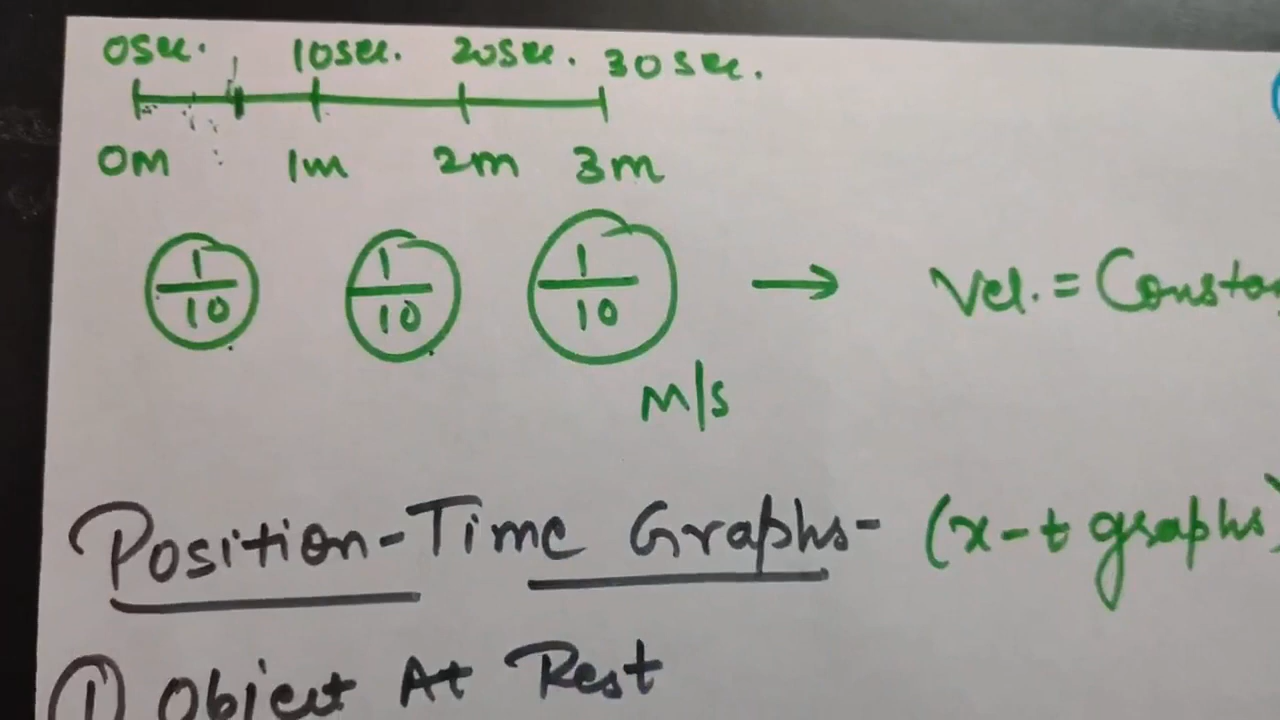 0sec. 10sec. 20sec. 30sec.
0m 1m 2m 3m
1/10 1/10 1/10 → Vel. =
M/s
Position-Time Graphs- (x-t graphs)
① Object At Rest